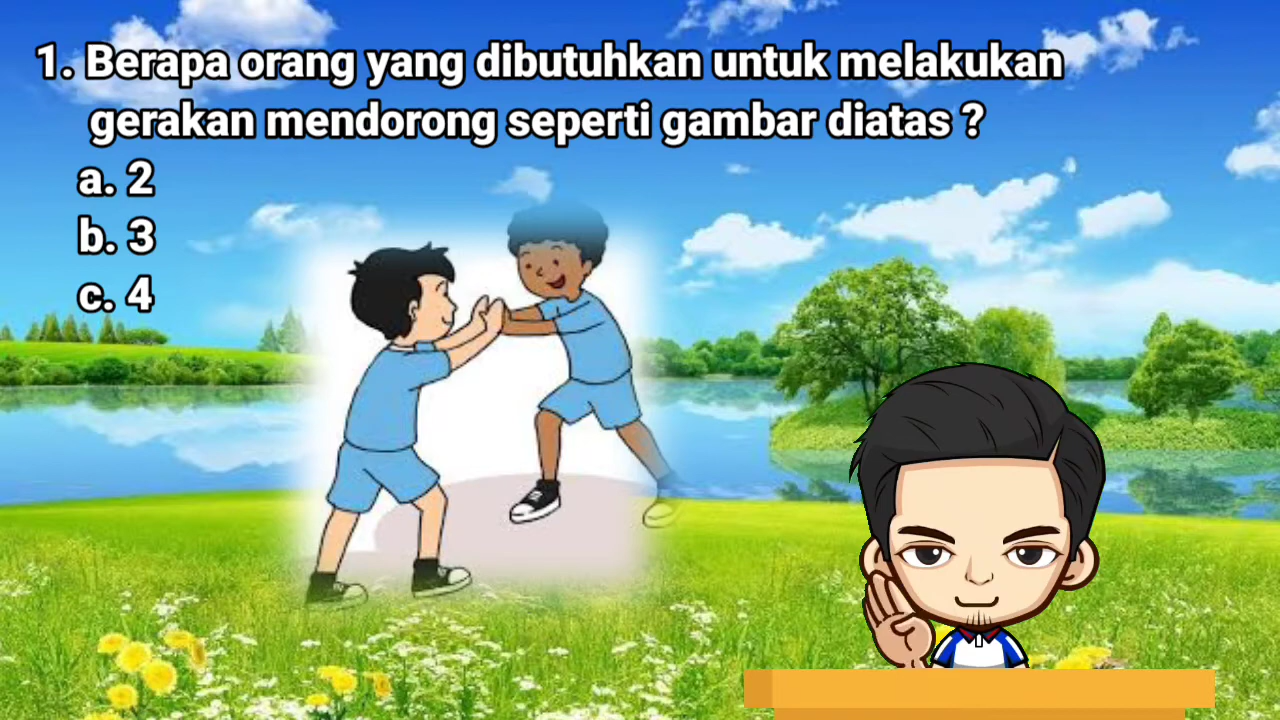 1. Berapa orang yang dibutuhkan untuk melakukan
gerakan mendorong seperti gambar diatas ?
a. 2
b. 3
c. 4